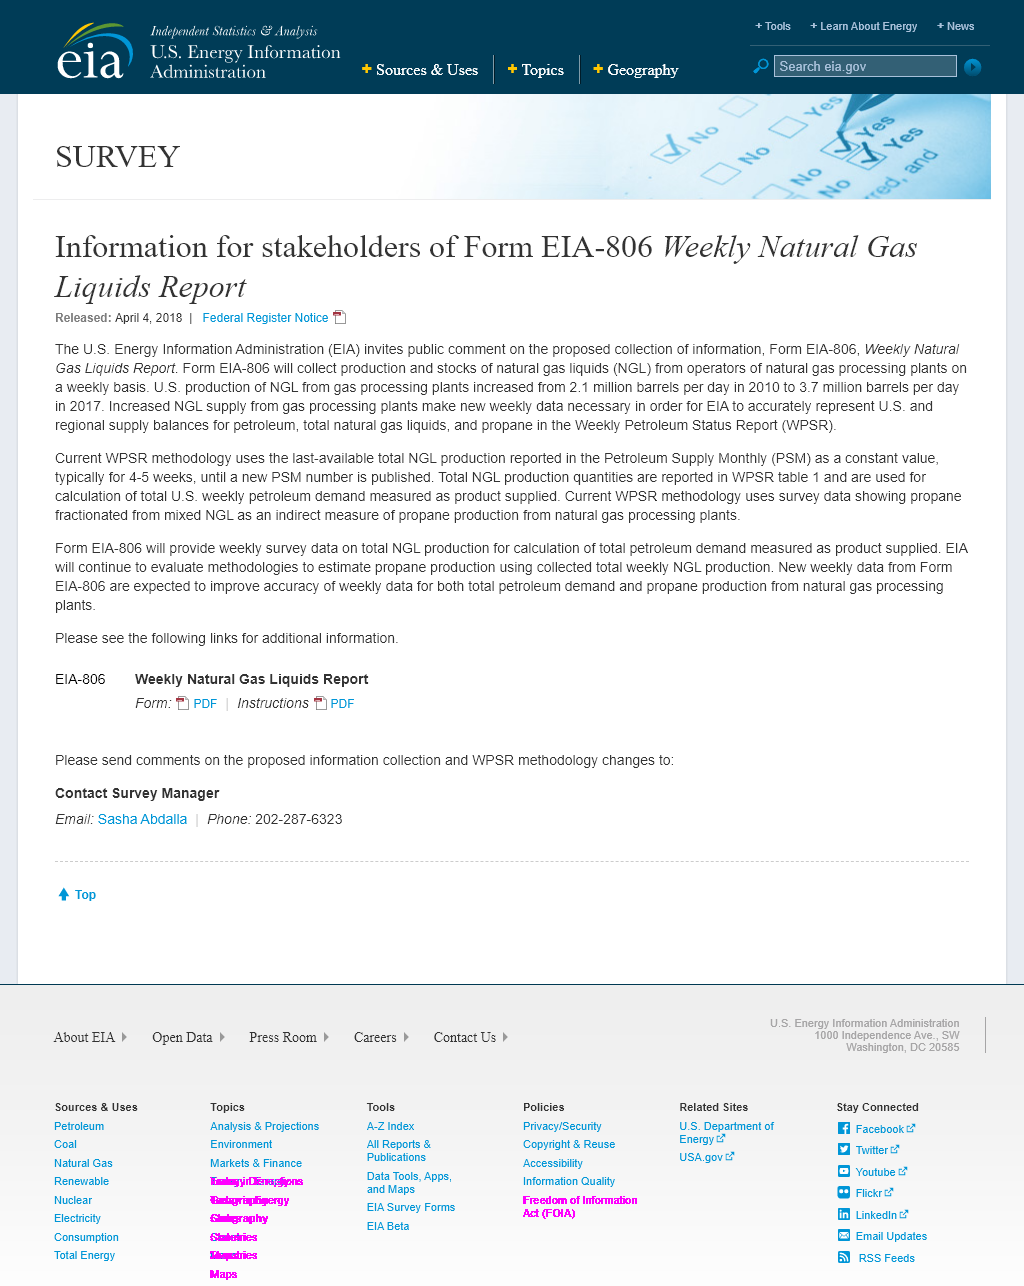 + Tools + Learn About Energy + News
Independent Statistics & Analysis
U.S. Energy Information
Administration
+ Sources & Uses + Topics + Geography
Search eia.gov
eia
No
Yes
No
Yes
No
Yes
No
SURVEY
Information for stakeholders of Form EIA-806 Weekly Natural Gas
Liquids Report
Released: April 4, 2018 | Federal Register Notice
The U.S. Energy Information Administration (EIA) invites public comment on the proposed collection of information, Form EIA-806, Weekly Natural
Gas Liquids Report. Form EIA-806 will collect production and stocks of natural gas liquids (NGL) from operators of natural gas processing plants on
a weekly basis. U.S. production of NGL from gas processing plants increased from 2.1 million barrels per day in 2010 to 3.7 million barrels per day
in 2017. Increased NGL supply from gas processing plants make new weekly data necessary in order for EIA to accurately represent U.S. and
regional supply balances for petroleum, total natural gas liquids, and propane in the Weekly Petroleum Status Report (WPSR).
Current WPSR methodology uses the last-available total NGL production reported in the Petroleum Supply Monthly (PSM) as a constant value,
typically for 4-5 weeks, until a new PSM number is published. Total NGL production quantities are reported in WPSR table 1 and are used for
calculation of total U.S. weekly petroleum demand measured as product supplied. Current WPSR methodology uses survey data showing propane
fractionated from mixed NGL as an indirect measure of propane production from natural gas processing plants.
Form EIA-806 will provide weekly survey data on total NGL production for calculation of total petroleum demand measured as product supplied. EIA
will continue to evaluate methodologies to estimate propane production using collected total weekly NGL production. New weekly data from Form
EIA-806 are expected to improve accuracy of weekly data for both total petroleum demand and propane production from natural gas processing
plants.
Please see the following links for additional information.
EIA-806 Weekly Natural Gas Liquids Report
Form: PDF | Instructions PDF
Please send comments on the proposed information collection and WPSR methodology changes to:
Contact Survey Manager
Email: Sasha Abdalla | Phone: 202-287-6323
Top
About EIA Open Data Press Room Careers Contact Us
U.S. Energy Information Administration
1000 Independence Ave., SW
Washington, DC 20585
Sources & Uses
Petroleum
Coal
Natural Gas
Renewable
Nuclear
Electricity
Consumption
Total Energy
Topics
Analysis & Projections
Environment
Markets & Finance
Geography
Maps
Tools
A-Z Index
All Reports &
Publications
Data Tools, Apps,
and Maps
EIA Survey Forms
EIA Beta
Policies
Privacy/Security
Copyright & Reuse
Accessibility
Information Quality
Freedom of Information
Act (FOIA)
Related Sites
U.S. Department of
Energy
USA.gov
Stay Connected
Facebook
Twitter
Youtube
Flickr
LinkedIn
Email Updates
RSS Feeds